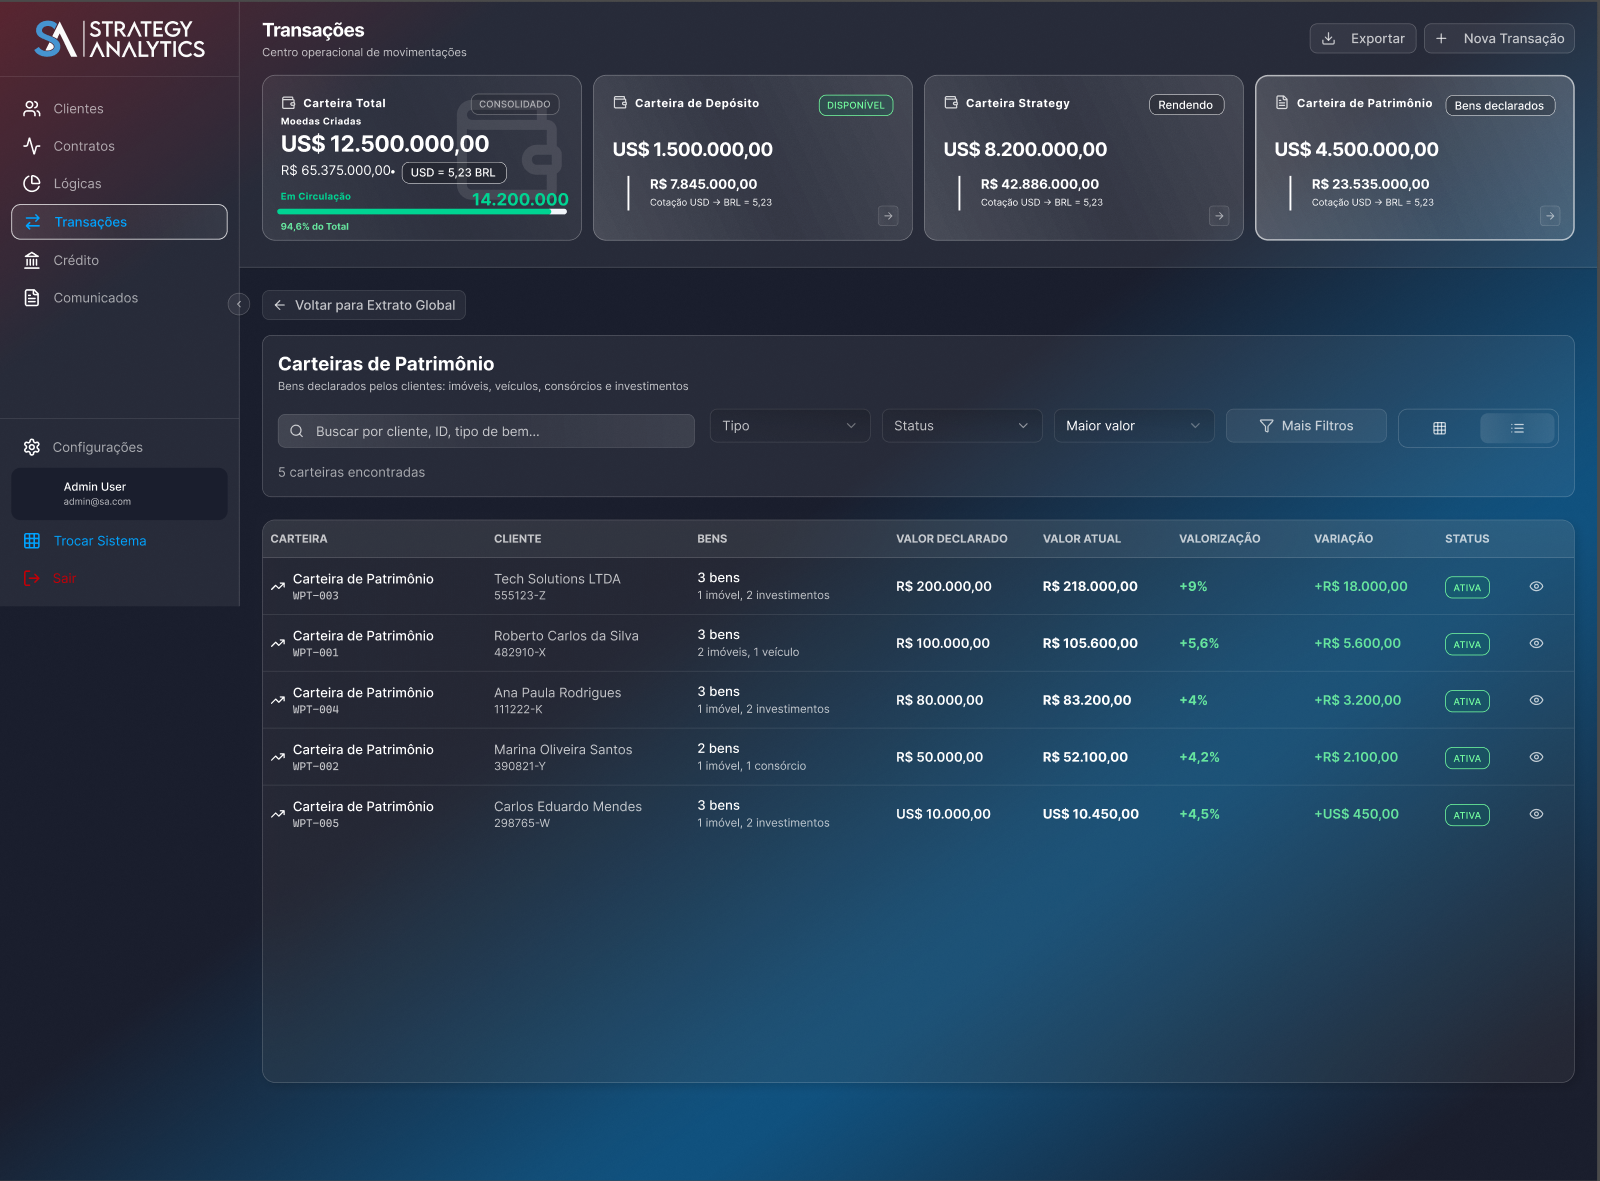 STRATEGY
ANALYTICS
Clientes
Contratos
Lógicas
Transações
Crédito
Comunicados
Configurações
Admin User
admin@sa.com
Trocar Sistema
Sair
Transações
Centro operacional de movimentações
Exportar
Nova Transação
Carteira Total
CONSOLIDADO
Moedas Criadas
US$ 12.500.000,00
R$ 65.375.000,00•
USD = 5,23 BRL
Em Circulação
14.200.000
94,6% do Total
Carteira de Depósito
DISPONÍVEL
US$ 1.500.000,00
R$ 7.845.000,00
Cotação USD → BRL = 5,23
Carteira Strategy
Rendendo
US$ 8.200.000,00
R$ 42.886.000,00
Cotação USD → BRL = 5,23
Carteira de Patrimônio
Bens declarados
US$ 4.500.000,00
R$ 23.535.000,00
Cotação USD → BRL = 5,23
Voltar para Extrato Global
Carteiras de Patrimônio
Bens declarados pelos clientes: imóveis, veículos, consórcios e investimentos
Buscar por cliente, ID, tipo de bem...
Tipo
Status
Maior valor
Mais Filtros
5 carteiras encontradas
CARTEIRA CLIENTE BENS VALOR DECLARADO VALOR ATUAL VALORIZAÇÃO VARIAÇÃO STATUS
Carteira de Patrimônio Tech Solutions LTDA 3 bens R$ 200.000,00 R$ 218.000,00 +9% +R$ 18.000,00 ATIVA
WPT-003 555123-Z 1 imóvel, 2 investimentos
Carteira de Patrimônio Roberto Carlos da Silva 3 bens R$ 100.000,00 R$ 105.600,00 +5,6% +R$ 5.600,00 ATIVA
WPT-001 482910-X 2 imóveis, 1 veículo
Carteira de Patrimônio Ana Paula Rodrigues 3 bens R$ 80.000,00 R$ 83.200,00 +4% +R$ 3.200,00 ATIVA
WPT-004 111222-K 1 imóvel, 2 investimentos
Carteira de Patrimônio Marina Oliveira Santos 2 bens R$ 50.000,00 R$ 52.100,00 +4,2% +R$ 2.100,00 ATIVA
WPT-002 390821-Y 1 imóvel, 1 consórcio
Carteira de Patrimônio Carlos Eduardo Mendes 3 bens US$ 10.000,00 US$ 10.450,00 +4,5% +US$ 450,00 ATIVA
WPT-005 298765-W 1 imóvel, 2 investimentos